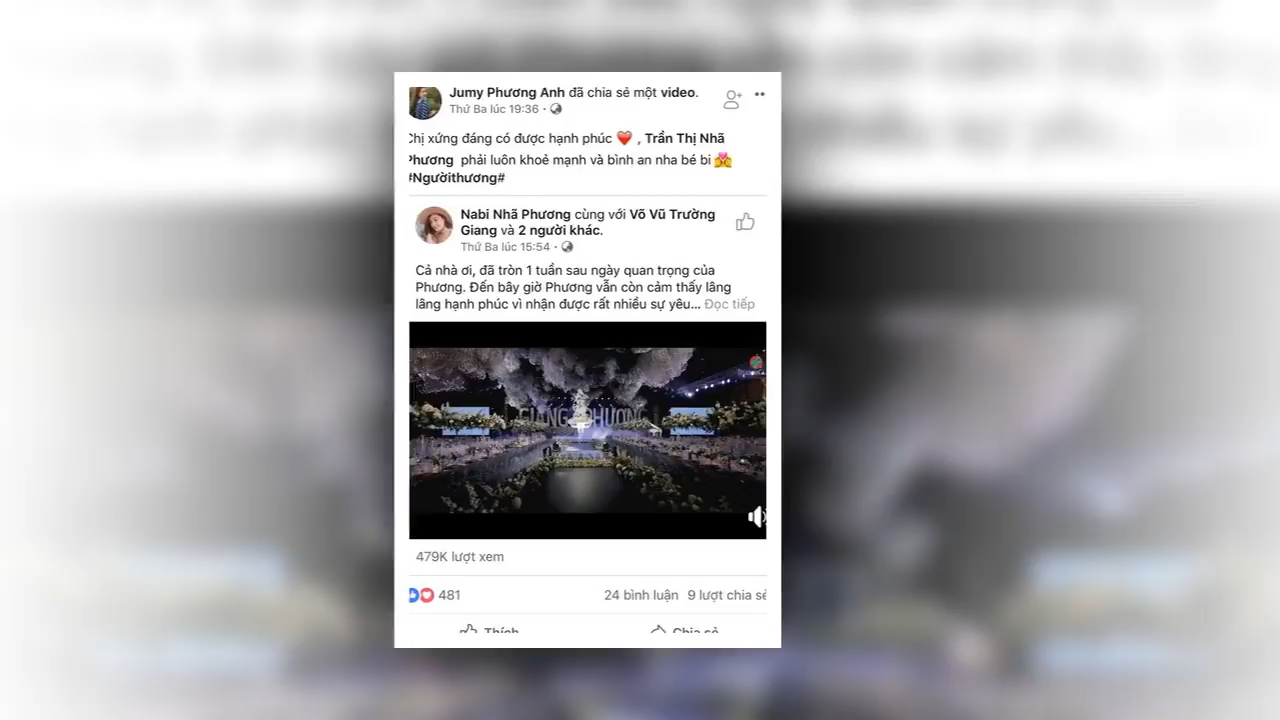 Jumy Phương Anh đã chia sẻ một video.
Thứ Ba lúc 19:36 ·
Chị xứng đáng có được hạnh phúc ❤️ , Trần Thị Nhã
Phương phải luôn khoẻ mạnh và bình an nha bé bi
#Ngườithương#
Nabi Nhã Phương cùng với Võ Vũ Trường
Giang và 2 người khác.
Thứ Ba lúc 15:54 ·
Cả nhà ơi, đã tròn 1 tuần sau ngày quan trọng của
Phương. Đến bây giờ Phương vẫn còn cảm thấy lâng
lâng hạnh phúc vì nhận được rất nhiều sự yêu... Đọc tiếp
GIANG PHƯƠNG
479K lượt xem
481 24 bình luận 9 lượt chia sẻ
Thích Chia sẻ